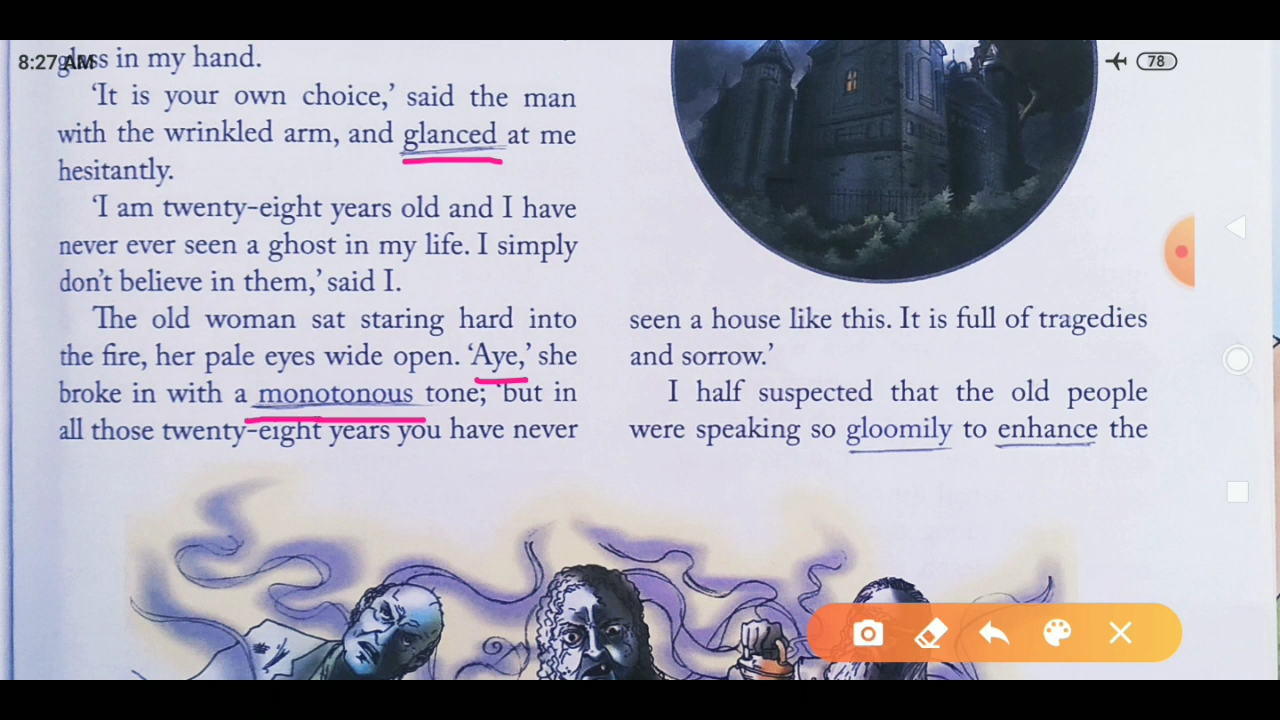 8:27 AM
78
glass in my hand.
‘It is your own choice,’ said the man
with the wrinkled arm, and glanced at me
hesitantly.
‘I am twenty-eight years old and I have
never ever seen a ghost in my life. I simply
don’t believe in them,’ said I.
The old woman sat staring hard into
the fire, her pale eyes wide open. ‘Aye,’ she
broke in with a monotonous tone; ‘but in
all those twenty-eight years you have never
seen a house like this. It is full of tragedies
and sorrow.’
I half suspected that the old people
were speaking so gloomily to enhance the